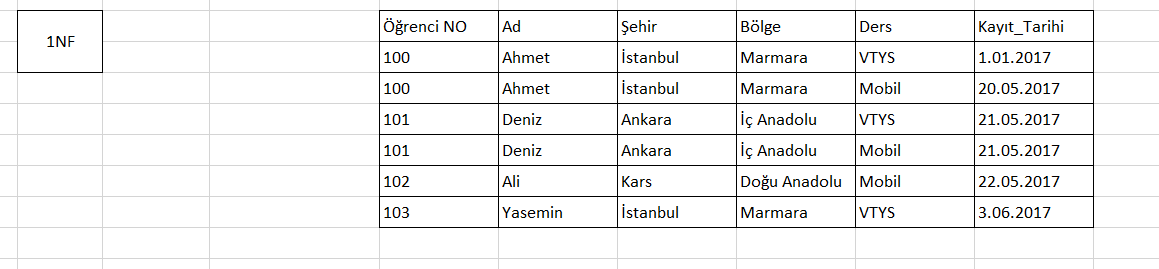 1NF
Öğrenci NO Ad Şehir Bölge Ders Kayıt_Tarihi
100 Ahmet İstanbul Marmara VTYS 1.01.2017
100 Ahmet İstanbul Marmara Mobil 20.05.2017
101 Deniz Ankara İç Anadolu VTYS 21.05.2017
101 Deniz Ankara İç Anadolu Mobil 21.05.2017
102 Ali Kars Doğu Anadolu Mobil 22.05.2017
103 Yasemin İstanbul Marmara VTYS 3.06.2017